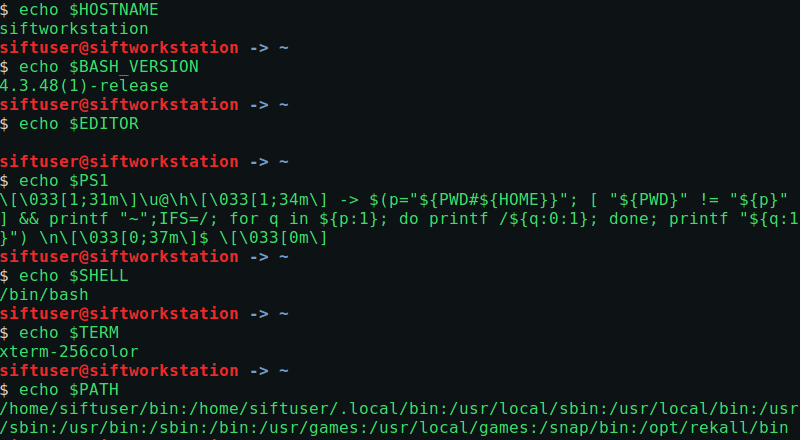 $ echo $HOSTNAME
siftworkstation
siftuser@siftworkstation -> ~
$ echo $BASH_VERSION
4.3.48(1)-release
siftuser@siftworkstation -> ~
$ echo $EDITOR
siftuser@siftworkstation -> ~
$ echo $PS1
\[\033[1;31m\]\u@\h\[\033[1;34m\] -> $(p="${PWD#${HOME}}"; [ "${PWD}" != "${p}"
] && printf "~";IFS=/; for q in ${p:1}; do printf /${q:0:1}; done; printf "${q:1
}") \n\[\033[0;37m\]$ \[\033[0m\]
siftuser@siftworkstation -> ~
$ echo $SHELL
/bin/bash
siftuser@siftworkstation -> ~
$ echo $TERM
xterm-256color
siftuser@siftworkstation -> ~
$ echo $PATH
/home/siftuser/bin:/home/siftuser/.local/bin:/usr/local/sbin:/usr/local/bin:/usr
/sbin:/usr/bin:/sbin:/bin:/usr/games:/usr/local/games:/snap/bin:/opt/rekall/bin